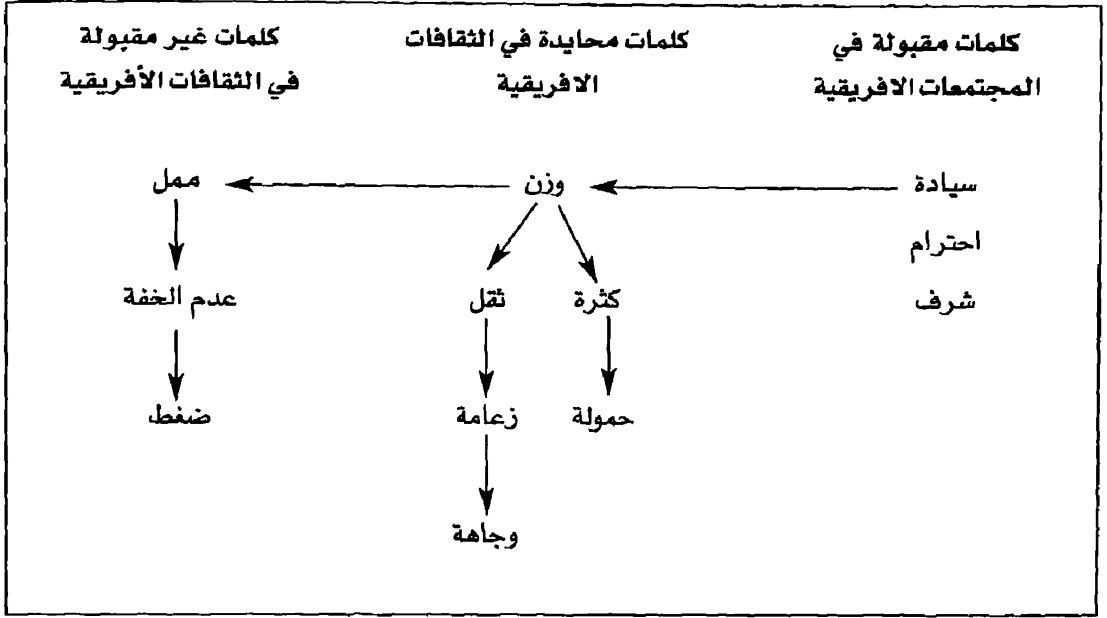 كلمات مقبولة في
المجتمعات الافريقية
كلمات محايدة في الثقافات
الافريقية
كلمات غير مقبولة
في الثقافات الأفريقية
سيادة
وزن
ممل
احترام
شرف
كثرة
ثقل
عدم الخفة
حمولة
زعامة
ضغط
وجاهة